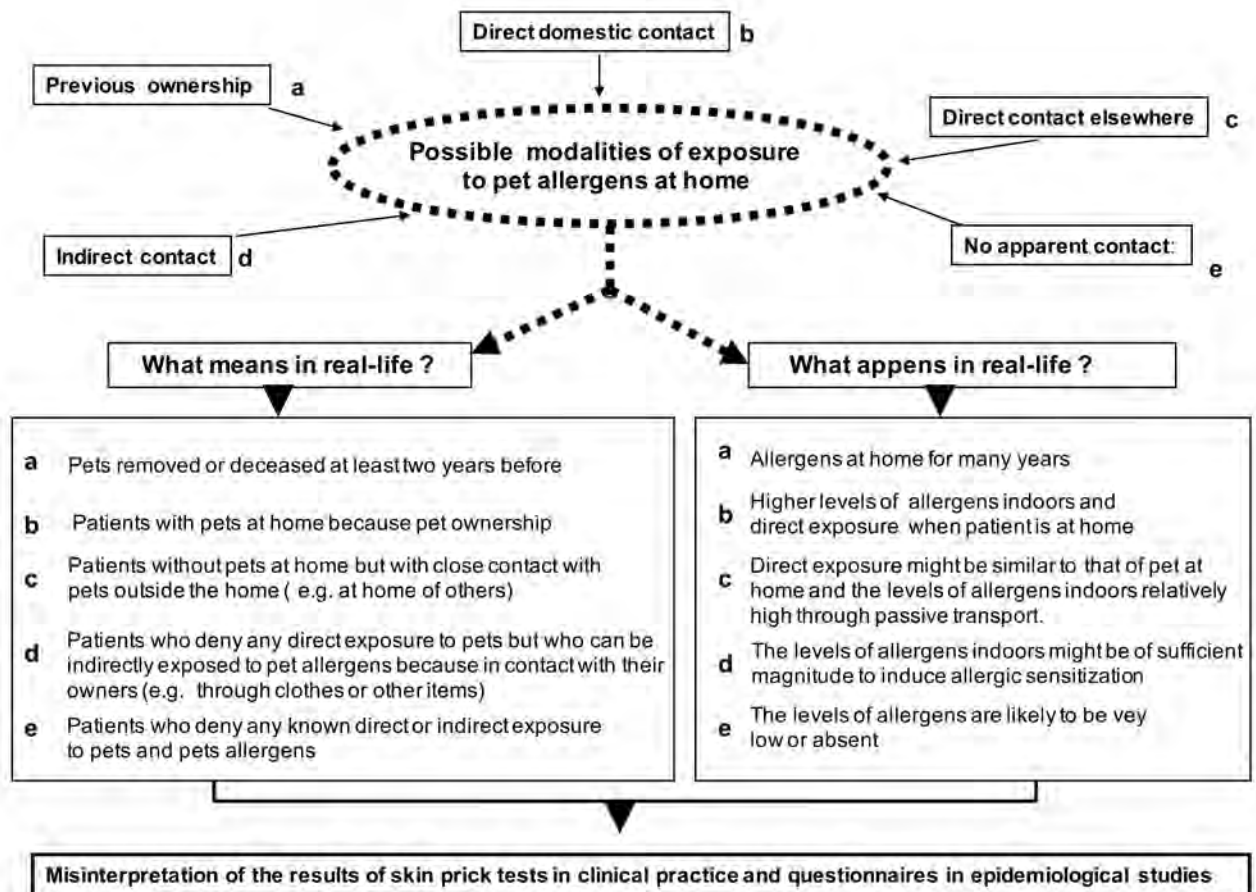 Direct domestic contact b
Previous ownership a
Direct contact elsewhere c
Possible modalities of exposure
to pet allergens at home
Indirect contact d
No apparent contact:
e
What means in real-life ?
What appens in real-life ?
a Pets removed or deceased at least two years before
b Patients with pets at home because pet ownership
c Patients without pets at home but with close contact with
pets outside the home ( e.g. at home of others)
d Patients who deny any direct exposure to pets but who can be
indirectly exposed to pet allergens because in contact with their
owners (e.g. through clothes or other items)
e Patients who deny any known direct or indirect exposure
to pets and pets allergens
a Allergens at home for many years
b Higher levels of allergens indoors and
direct exposure when patient is at home
c Direct exposure might be similar to that of pet at
home and the levels of allergens indoors relatively
high through passive transport.
d The levels of allergens indoors might be of sufficient
magnitude to induce allergic sensitization
e The levels of allergens are likely to be vey
low or absent
Misinterpretation of the results of skin prick tests in clinical practice and questionnaires in epidemiological studies